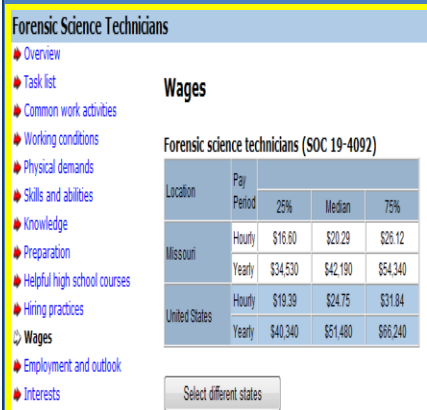 Forensic Science Technicians
Overview
Task list
Common work activities
Working conditions
Physical demands
Skills and abilities
Knowledge
Preparation
Helpful high school courses
Hiring practices
Wages
Employment and outlook
Interests
Wages
Forensic science technicians (SOC 19-4092)
Location Pay Period 25% Median 75%
Missouri Hourly $16.60 $20.29 $26.12
Yearly $34,530 $42,190 $54,340
United States Hourly $19.39 $24.75 $31.84
Yearly $40,340 $51,480 $66,240
Select different states